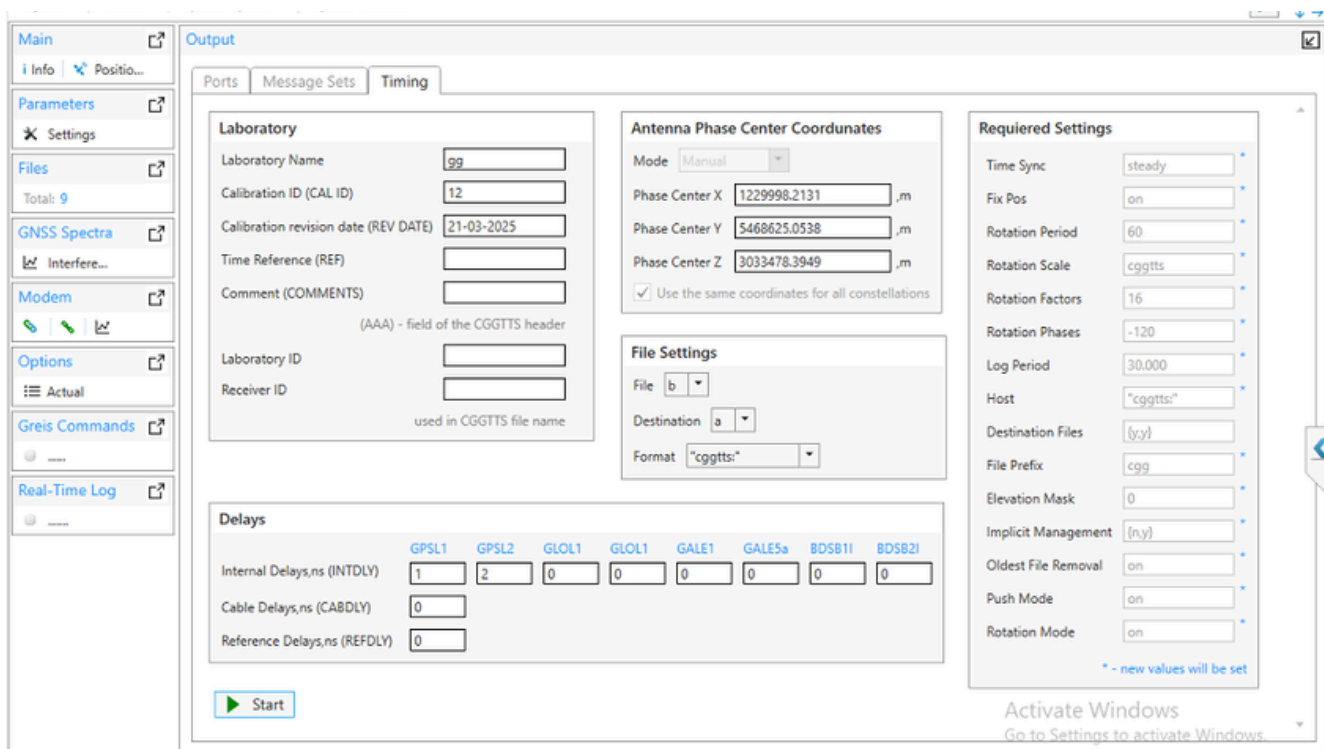 Main
i Info
Positio...
Parameters
Settings
Files
Total: 9
GNSS Spectra
Interfere...
Modem
Options
Actual
Greis Commands
......
Real-Time Log
.......
Output
Ports Message Sets Timing
Laboratory
Laboratory Name gg
Calibration ID (CAL ID) 12
Calibration revision date (REV DATE) 21-03-2025
Time Reference (REF)
Comment (COMMENTS)
(AAA) - field of the CGGTTS header
Laboratory ID
Receiver ID
used in CGGTTS file name
Antenna Phase Center Coordunates
Mode Manual
Phase Center X 1229998.2131 ,m
Phase Center Y 5468625.0538 ,m
Phase Center Z 3033478.3949 ,m
Use the same coordinates for all constellations
File Settings
File b
Destination a
Format "cggtts:"
Delays
GPSL1 GPSL2 GLOL1 GLOL1 GALE1 GALE5a BDSB1I BDSB2I
Internal Delays,ns (INTDLY) 1 2 0 0 0 0 0 0
Cable Delays,ns (CABDLY) 0
Reference Delays,ns (REFDLY) 0
Start
Requiered Settings
Time Sync steady *
Fix Pos on *
Rotation Period 60 *
Rotation Scale cggtts *
Rotation Factors 16 *
Rotation Phases -120 *
Log Period 30.000 *
Host "cggtts:" *
Destination Files {y,y}
File Prefix cgg *
Elevation Mask 0 *
Implicit Management {n,y} *
Oldest File Removal on *
Push Mode on *
Rotation Mode on *
* - new values will be set
Activate Windows
Go to Settings to activate Windows.